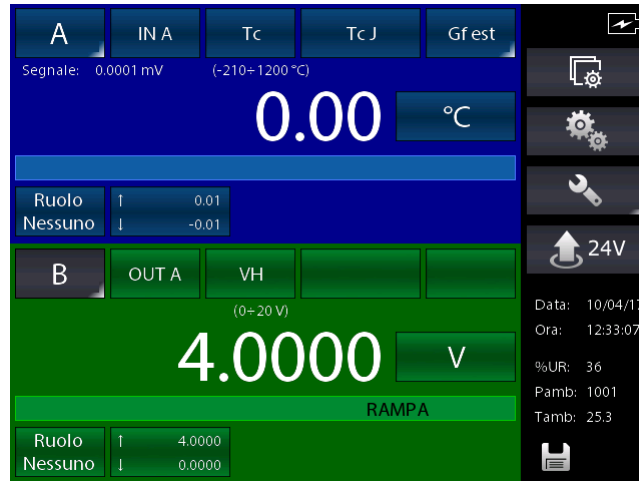 A IN A Tc Tc J Gf est
Segnale: 0.0001 mV (-210÷1200 °C)
0.00 °C
Ruolo Nessuno
↑ 0.01
↓ -0.01
B OUT A VH
(0÷20 V)
4.0000 V
RAMPA
Ruolo Nessuno
↑ 4.0000
↓ 0.0000
24V
Data: 10/04/17
Ora: 12:33:07
%UR: 36
Pamb: 1001
Tamb: 25.3